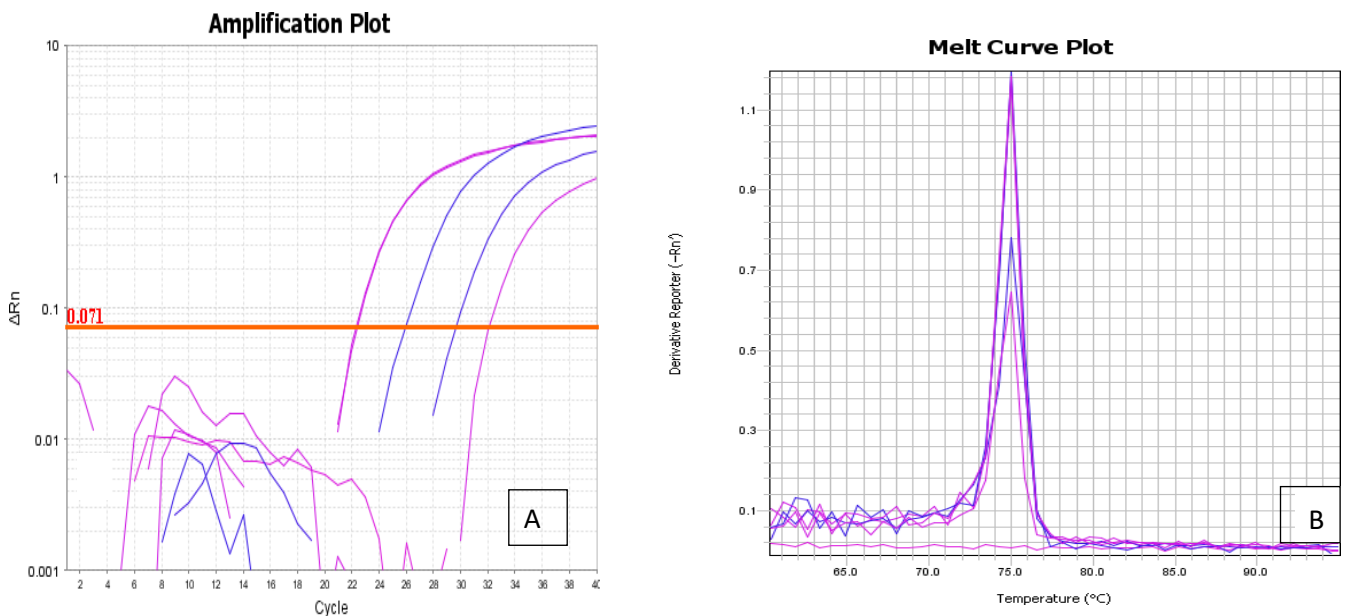 Amplification Plot
10
1
0.1
0.071
0.01
0.001
ΔRn
2 4 6 8 10 12 14 16 18 20 22 24 26 28 30 32 34 36 38 40
Cycle
A
Melt Curve Plot
1.1
0.9
0.7
0.5
0.3
0.1
Derivative Reporter (-Rn')
65.0 70.0 75.0 80.0 85.0 90.0
Temperature (°C)
B